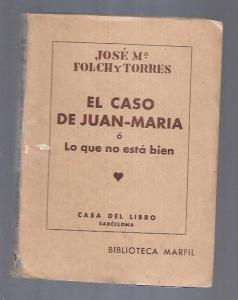 JOSÉ Mª
FOLCH Y TORRES
EL CASO
DE JUAN-MARIA
ó
Lo que no está bien
CASA DEL LIBRO
BARCELONA
BIBLIOTECA MARFIL